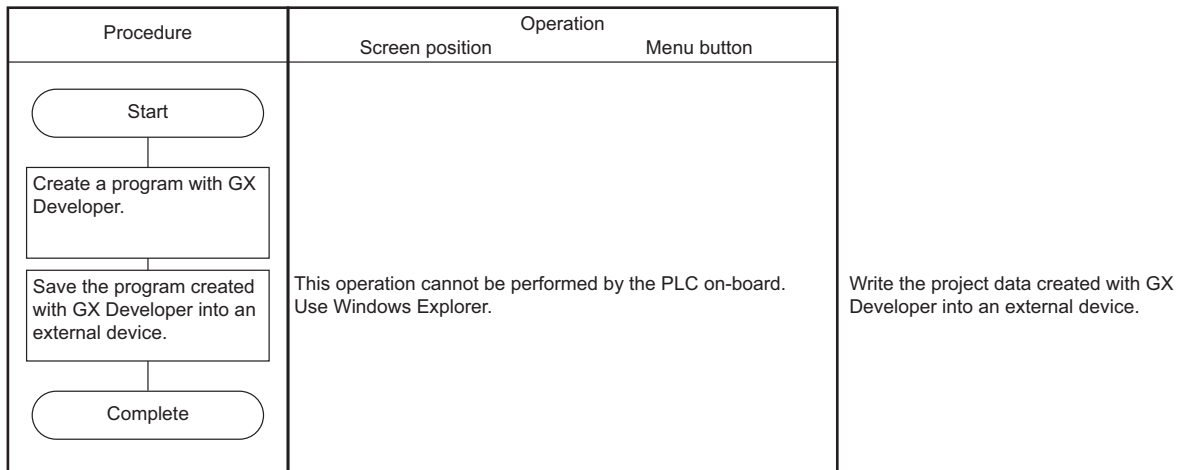 Procedure
Operation
Screen position Menu button
Start
Create a program with GX
Developer.
Save the program created
with GX Developer into an
external device.
This operation cannot be performed by the PLC on-board.
Use Windows Explorer.
Write the project data created with GX
Developer into an external device.
Complete